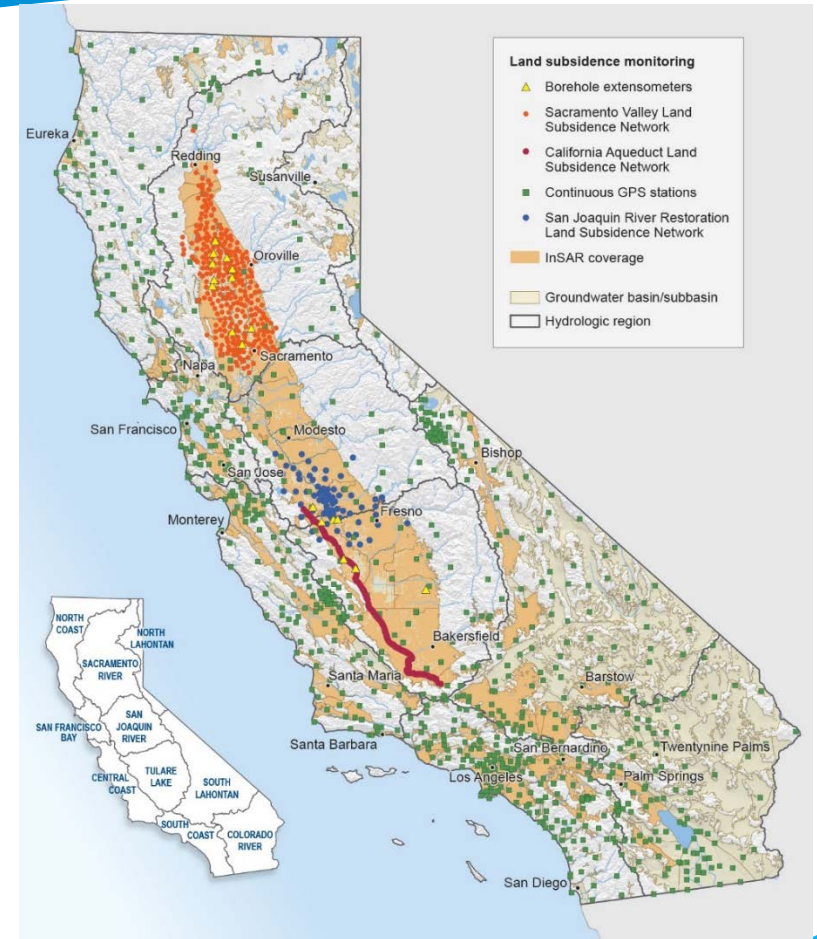 Land subsidence monitoring
Borehole extensometers
Sacramento Valley Land
Subsidence Network
California Aqueduct Land
Subsidence Network
Continuous GPS stations
San Joaquin River Restoration
Land Subsidence Network
InSAR coverage
Groundwater basin/subbasin
Hydrologic region
Eureka
Redding
Susanville
Oroville
Sacramento
Napa
San Francisco
Modesto
San Jose
Bishop
Fresno
Monterey
Bakersfield
Santa Maria
Barstow
Santa Barbara
San Bernardino
Twentynine Palms
Los Angeles
Palm Springs
San Diego
NORTH
COAST
NORTH
LAHONTAN
SACRAMENTO
RIVER
SAN FRANCISCO
BAY
SAN
JOAQUIN
RIVER
CENTRAL
COAST
TULARE
LAKE
SOUTH
LAHONTAN
SOUTH
COAST
COLORADO
RIVER